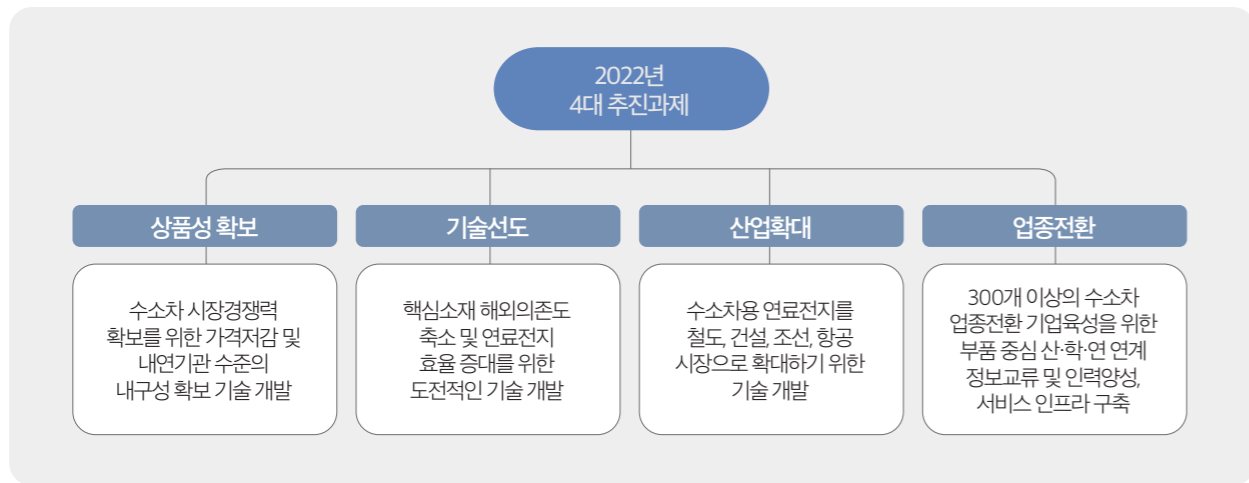 2022년
4대 추진과제
상품성 확보
기술선도
산업확대
업종전환
수소차 시장경쟁력
확보를 위한 가격저감 및
내연기관 수준의
내구성 확보 기술 개발
핵심소재 해외의존도
축소 및 연료전지
효율 증대를 위한
도전적인 기술 개발
수소차용 연료전지를
철도, 건설, 조선, 항공
시장으로 확대하기 위한
기술 개발
300개 이상의 수소차
업종전환 기업육성을 위한
부품 중심 산·학·연 연계
정보교류 및 인력양성,
서비스 인프라 구축